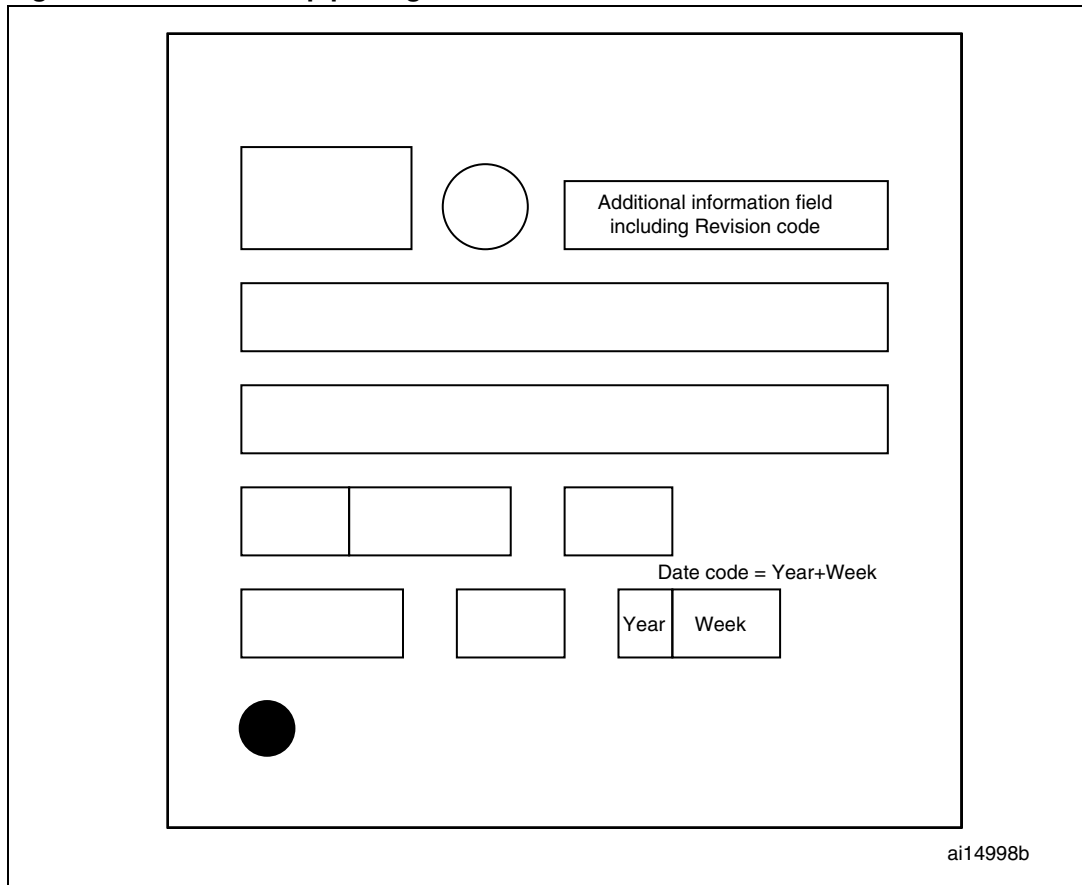 Additional information field
including Revision code
Date code = Year+Week
Year Week
ai14998b